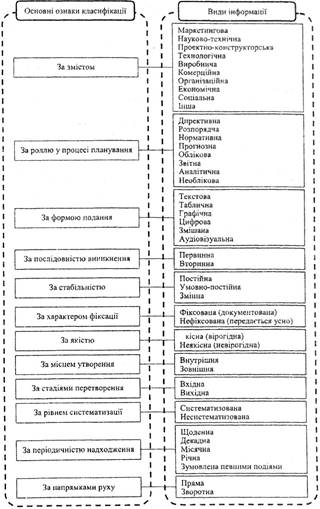 Основні ознаки класифікації
Види інформації
За змістом
Маркетингова
Науково-технічна
Проектно-конструкторська
Технологічна
Виробнича
Комерційна
Організаційна
Економічна
Соціальна
Інша
За роллю у процесі планування
Директивна
Розпорядча
Нормативна
Прогнозна
Облікова
Звітна
Аналітична
Необлікова
За формою подання
Текстова
Таблична
Графічна
Цифрова
Змішана
Аудіовізуальна
За послідовністю виникнення
Первинна
Вторинна
За стабільністю
Постійна
Умовно-постійна
Змінна
За характером фіксації
Фіксована (документована)
Нефіксована (передається усно)
За якістю
кісна (вірогідна)
Неякісна (невірогідна)
За місцем утворення
Внутрішня
Зовнішня
За стадіями перетворення
Вхідна
Вихідна
За рівнем систематизації
Систематизована
Несистематизована
За періодичністю надходження
Щоденна
Декадна
Місячна
Річна
Зумовлена певними подіями
За напрямками руху
Пряма
Зворотна